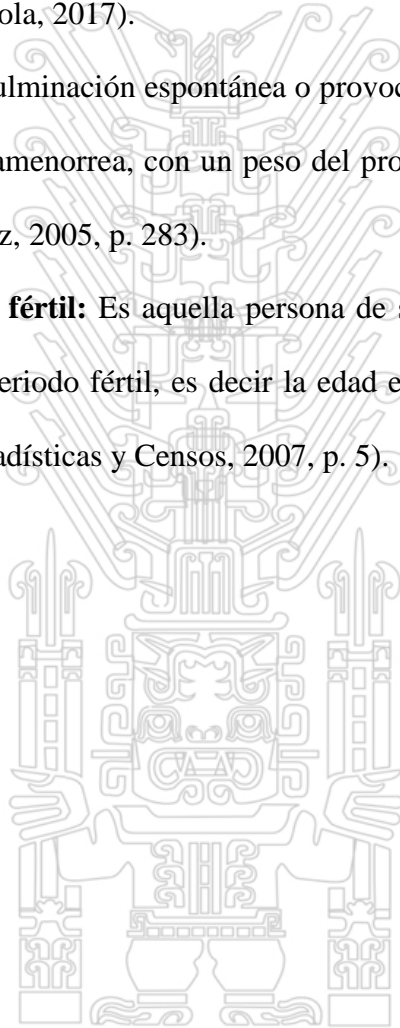 ola, 2017).
ulminación espontánea o provoc
amenorrea, con un peso del pro
z, 2005, p. 283).
fértil: Es aquella persona de s
eriodo fértil, es decir la edad e
adísticas y Censos, 2007, p. 5).